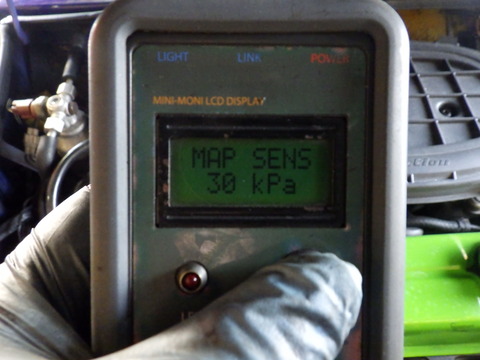 LIGHT LINK POWER
MINI-MONI LCD DISPLAY
MAP SENS
30 kPa